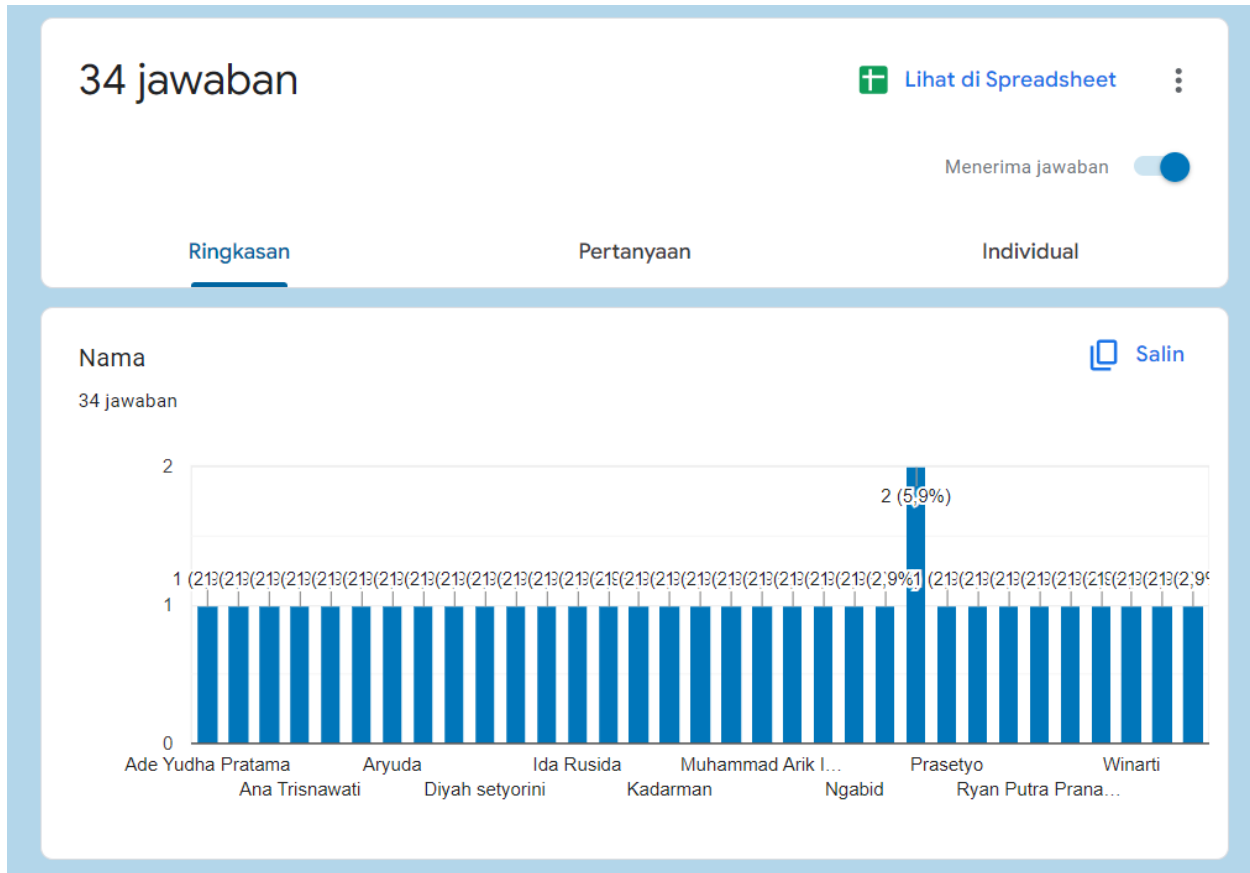 34 jawaban
Lihat di Spreadsheet
Menerima jawaban
Ringkasan Pertanyaan Individual
Nama
Salin
34 jawaban
2
2 (5,9%)
1
0
Ade Yudha Pratama Aryuda Ida Rusida Muhammad Arik I... Prasetyo Winarti
Ana Trisnawati Diyah setyorini Kadarman Ngabid Ryan Putra Prana...